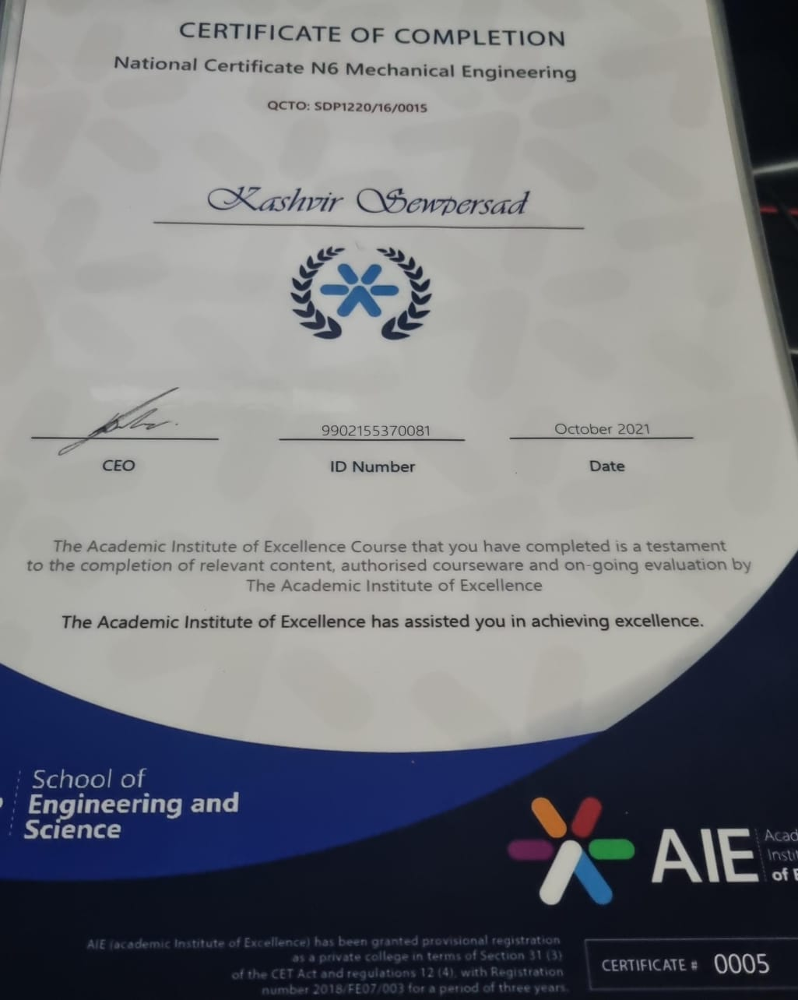 CERTIFICATE OF COMPLETION
National Certificate N6 Mechanical Engineering
QCTO: SDP1220/16/0015
Kashvir Sewpersad
9902155370081
October 2021
CEO
ID Number
Date
The Academic Institute of Excellence Course that you have completed is a testament
to the completion of relevant content, authorised courseware and on-going evaluation by
The Academic Institute of Excellence
The Academic Institute of Excellence has assisted you in achieving excellence.
School of
Engineering and
Science
AIE
of
AIE (academic Institute of Excellence) has been granted provisional registration
as a private college in terms of Section 31 (3)
of the CET Act and regulations 12 (4), with Registration
number 2018/FE07/003 for a period of three years.
CERTIFICATE # 0005